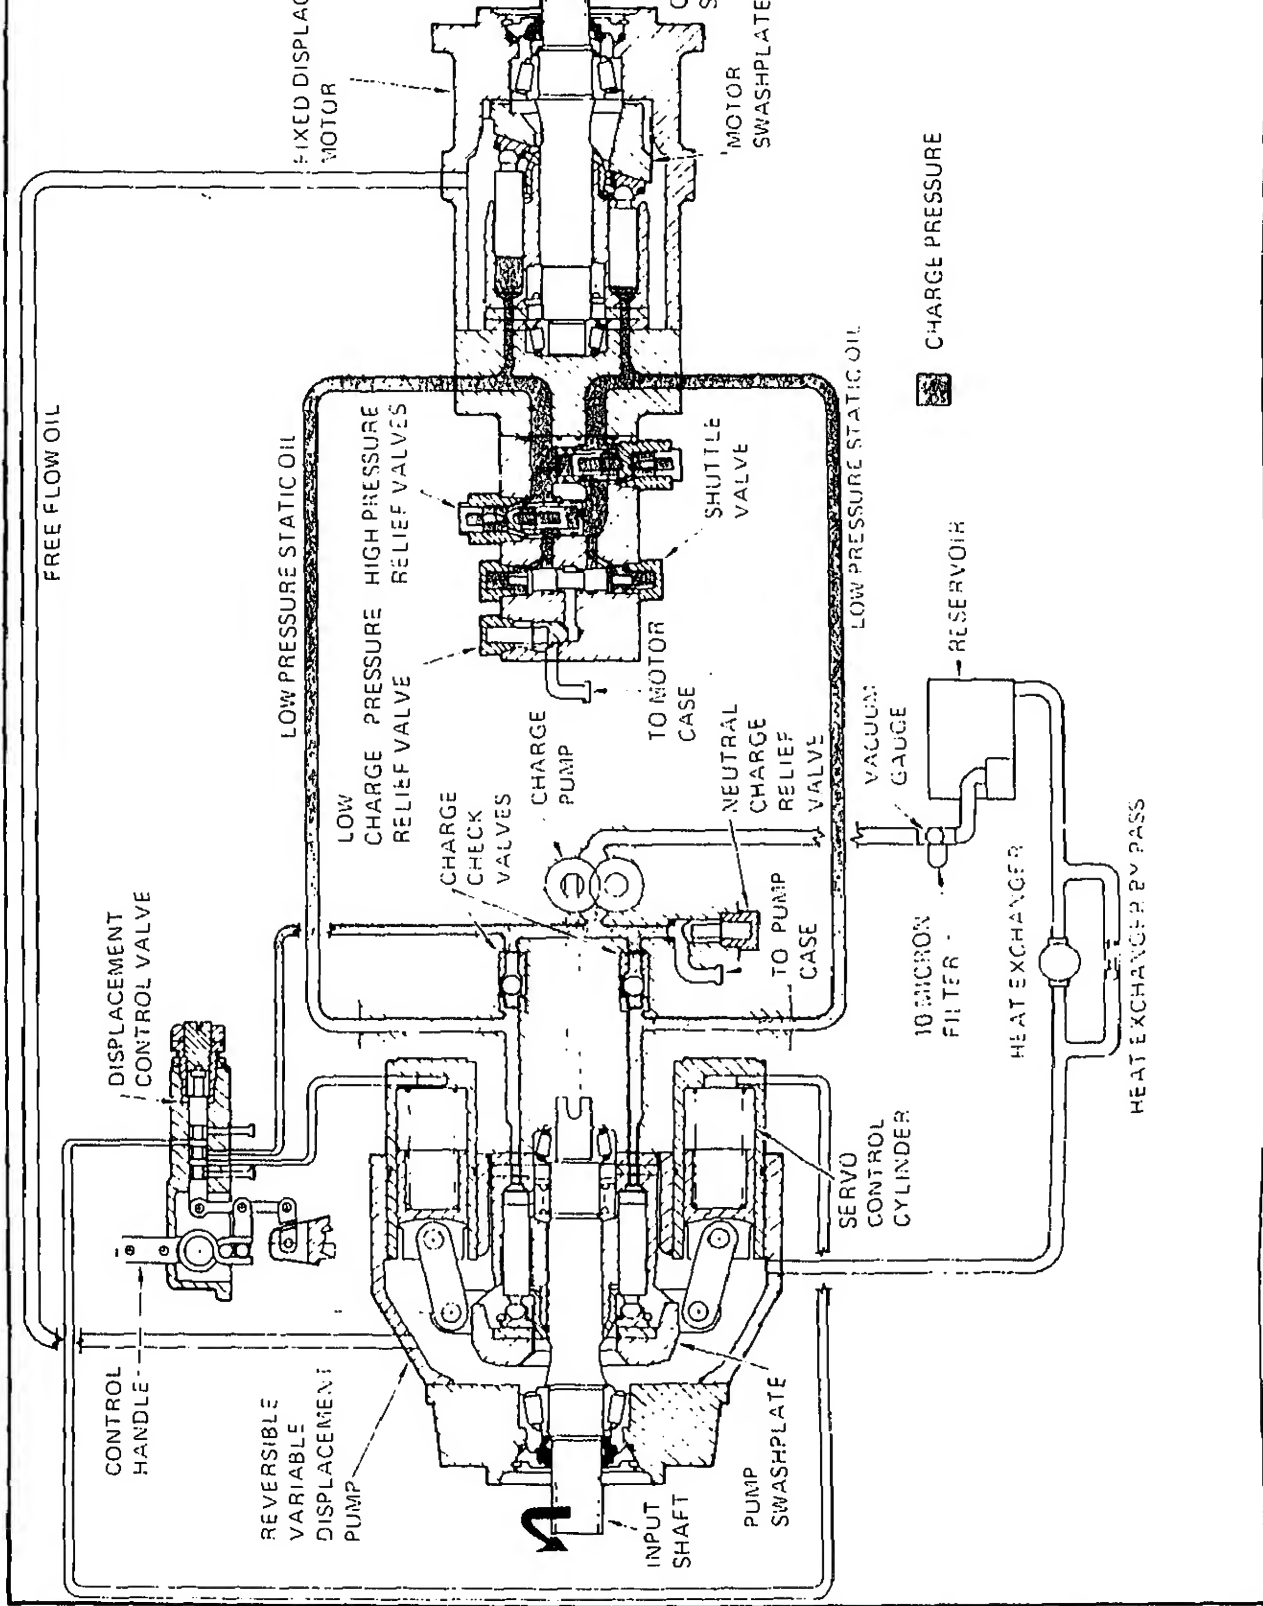 FREE FLOW OIL
FIXED DISPLAC
MOTOR
MOTOR
SWASHPLATE
CHARGE PRESSURE
LOW PRESSURE STATIC OIL
HIGH PRESSURE
RELIEF VALVES
LOW
CHARGE PRESSURE
RELIEF VALVE
SHUTTLE
VALVE
LOW PRESSURE STATIC OIL
TO MOTOR
CASE
CHARGE
PUMP
CHARGE
CHECK
VALVES
NEUTRAL
CHARGE
RELIEF
VALVE
VACUUM
GAUGE
RESERVOIR
DISPLACEMENT
CONTROL VALVE
TO PUMP
CASE
10 MICRON
FILTER
HEAT EXCHANGER
HEAT EXCHANGER BY PASS
SERVO
CONTROL
CYLINDER
CONTROL
HANDLE
REVERSIBLE
VARIABLE
DISPLACEMENT
PUMP
INPUT
SHAFT
PUMP
SWASHPLATE